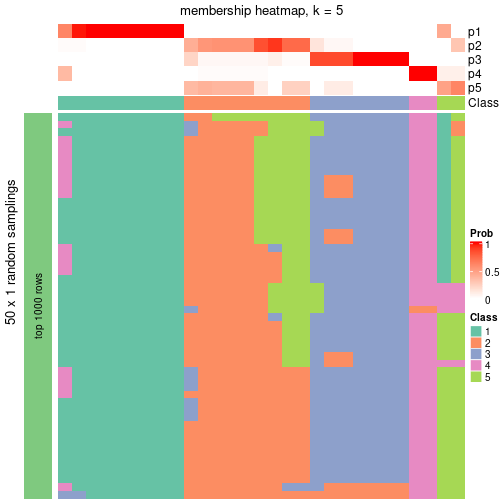 membership heatmap, k = 5
p1
p2
p3
p4
p5
Class
50 x 1 random samplings
top 1000 rows
Prob
1
0.5
0
Class
1
2
3
4
5